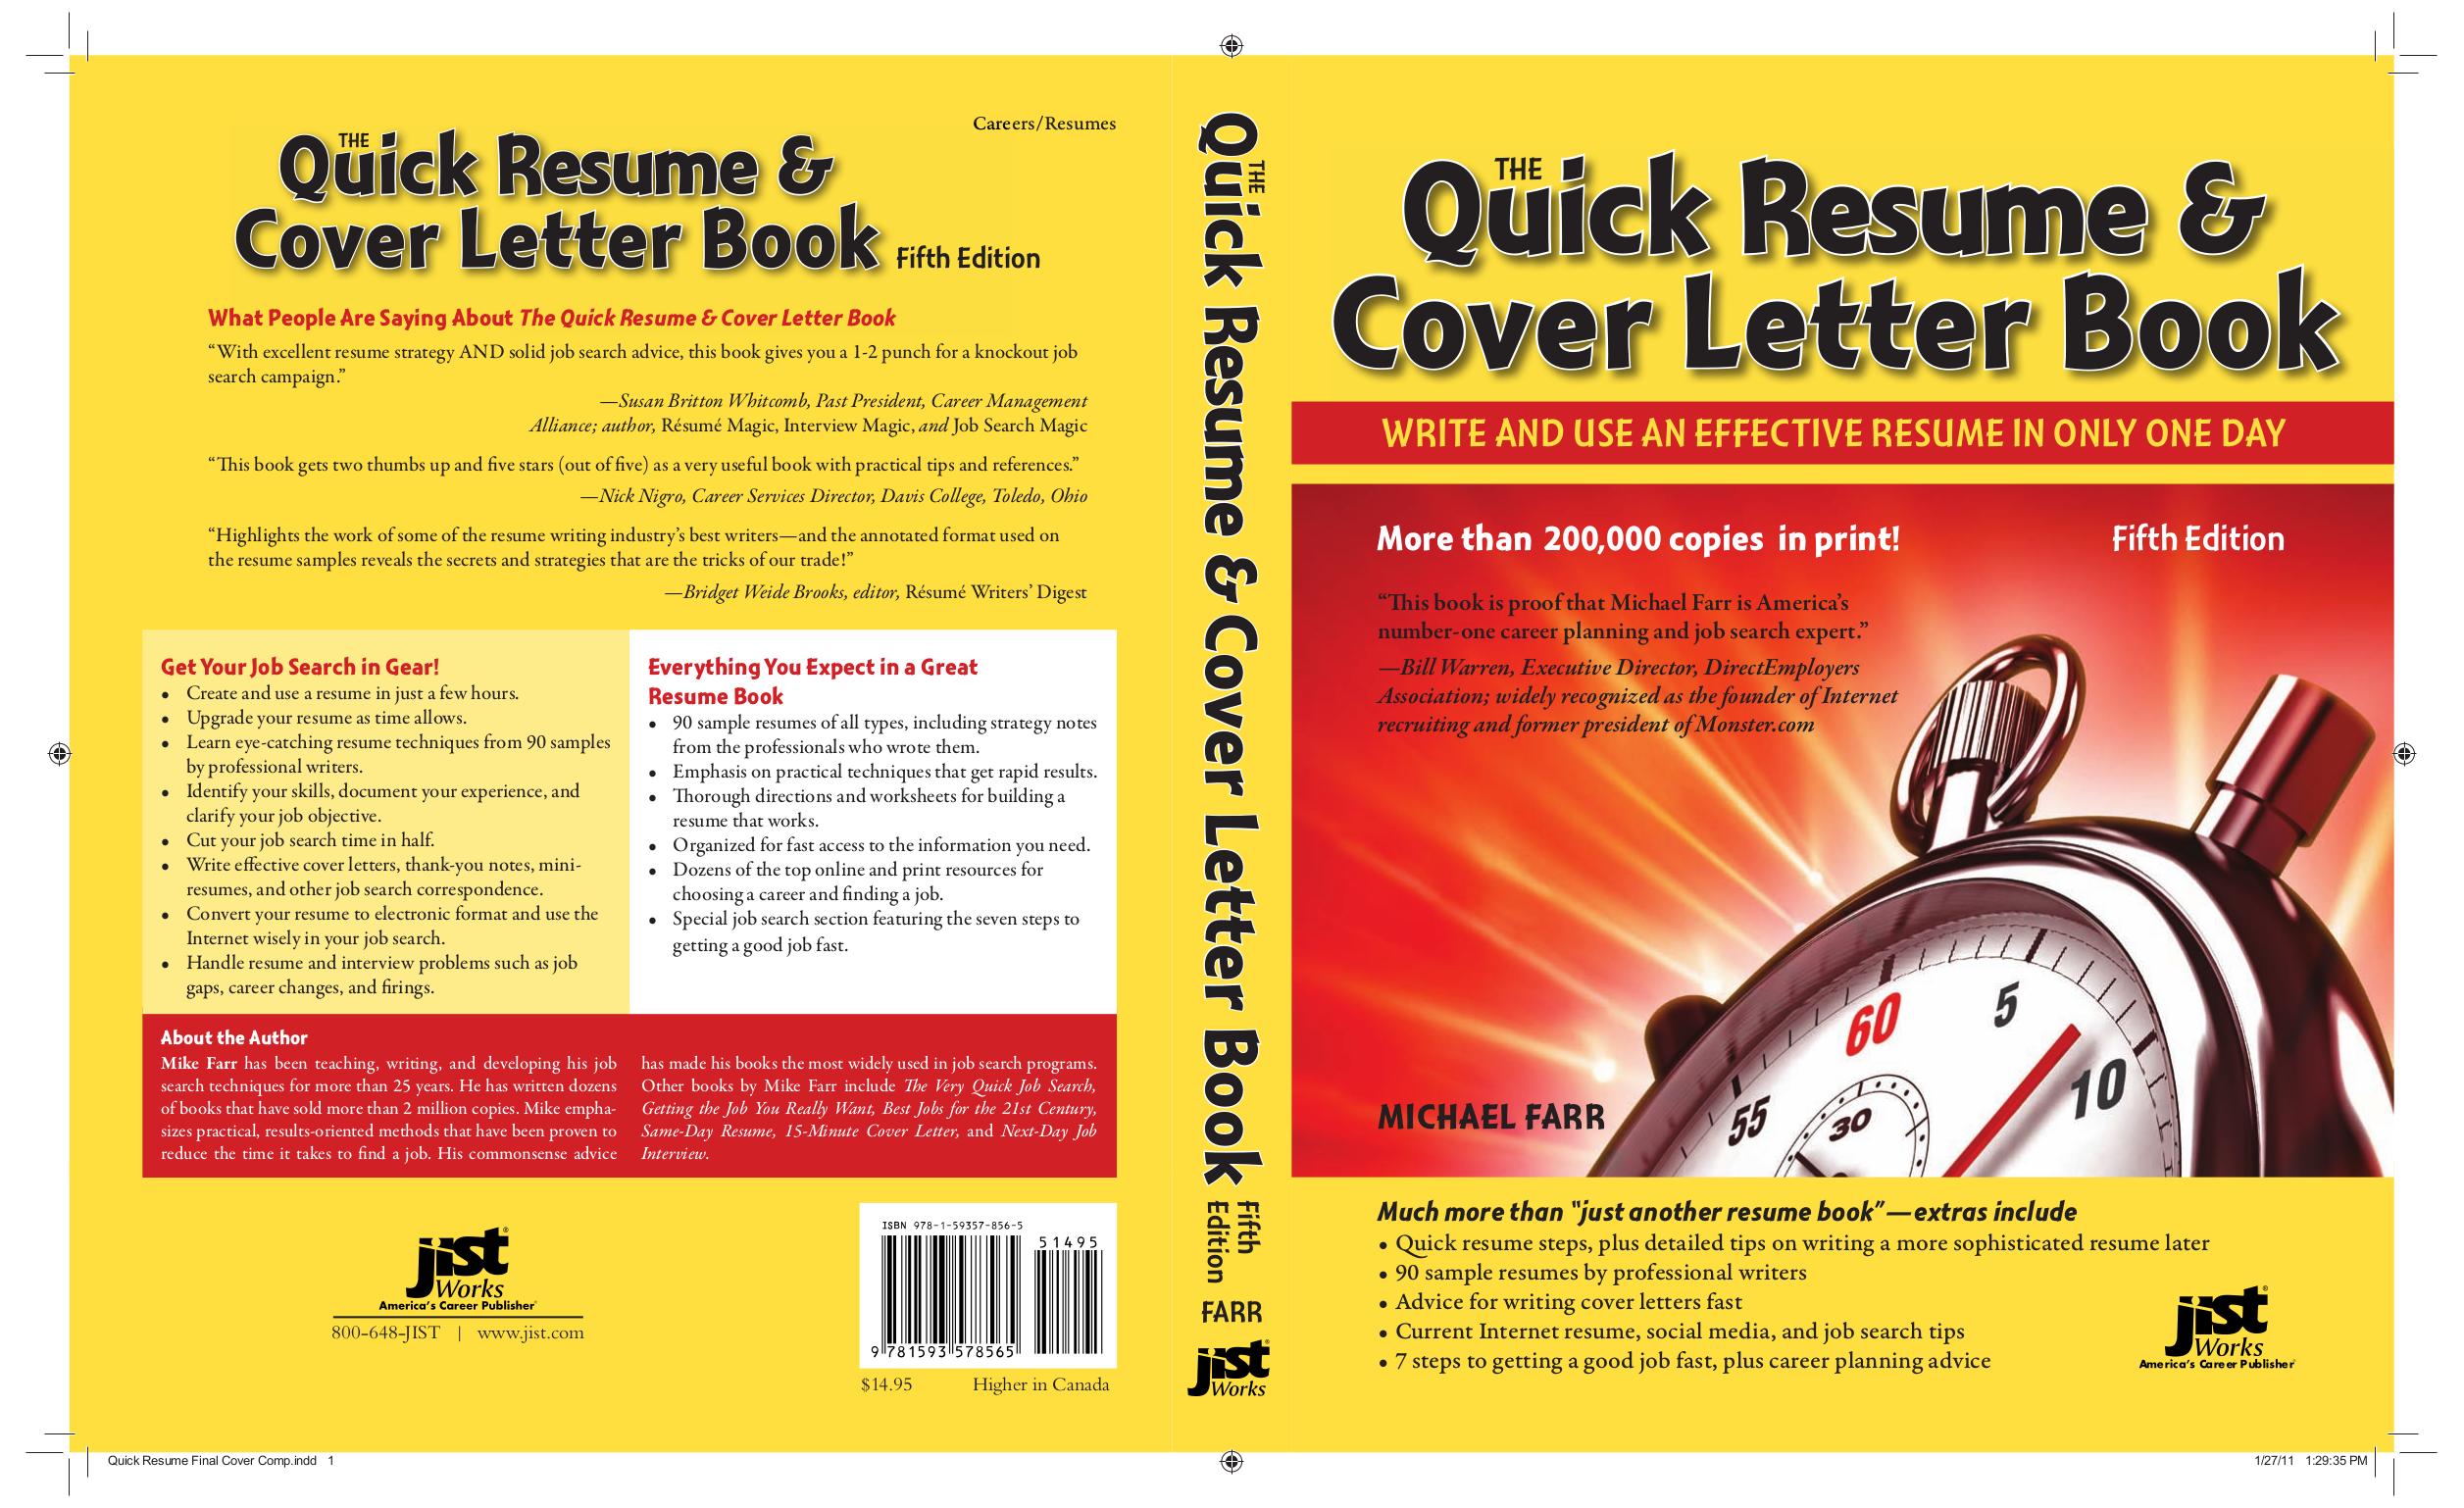 Careers/Resumes
THE
Quick Resume &
Cover Letter Book Fifth Edition
What People Are Saying About The Quick Resume & Cover Letter Book
“With excellent resume strategy AND solid job search advice, this book gives you a 1-2 punch for a knockout job
search campaign.”
—Susan Britton Whitcomb, Past President, Career Management
Alliance; author, Résumé Magic, Interview Magic, and Job Search Magic
“This book gets two thumbs up and five stars (out of five) as a very useful book with practical tips and references.”
—Nick Nigro, Career Services Director, Davis College, Toledo, Ohio
“Highlights the work of some of the resume writing industry’s best writers—and the annotated format used on
the resume samples reveals the secrets and strategies that are the tricks of our trade!”
—Bridget Weide Brooks, editor, Résumé Writers’ Digest
Get Your Job Search in Gear!
• Create and use a resume in just a few hours.
• Upgrade your resume as time allows.
• Learn eye-catching resume techniques from 90 samples
by professional writers.
• Identify your skills, document your experience, and
clarify your job objective.
• Cut your job search time in half.
• Write effective cover letters, thank-you notes, mini-
resumes, and other job search correspondence.
• Convert your resume to electronic format and use the
Internet wisely in your job search.
• Handle resume and interview problems such as job
gaps, career changes, and firings.
Everything You Expect in a Great
Resume Book
• 90 sample resumes of all types, including strategy notes
from the professionals who wrote them.
• Emphasis on practical techniques that get rapid results.
• Thorough directions and worksheets for building a
resume that works.
• Organized for fast access to the information you need.
• Dozens of the top online and print resources for
choosing a career and finding a job.
• Special job search section featuring the seven steps to
getting a good job fast.
About the Author
Mike Farr has been teaching, writing, and developing his job
search techniques for more than 25 years. He has written dozens
of books that have sold more than 2 million copies. Mike empha-
sizes practical, results-oriented methods that have been proven to
reduce the time it takes to find a job. His commonsense advice
has made his books the most widely used in job search programs.
Other books by Mike Farr include The Very Quick Job Search,
Getting the Job You Really Want, Best Jobs for the 21st Century,
Same-Day Resume, 15-Minute Cover Letter, and Next-Day Job
Interview.
jist®
Works
America’s Career Publisher®
800-648-JIST | www.jist.com
ISBN 978-1-59357-856-5
51495
9 781593 578565
$14.95 Higher in Canada
THE
Quick Resume & Cover Letter Book
Fifth
Edition
FARR
jist®
Works
THE
Quick Resume &
Cover Letter Book
WRITE AND USE AN EFFECTIVE RESUME IN ONLY ONE DAY
More than 200,000 copies in print!
Fifth Edition
“This book is proof that Michael Farr is America’s
number-one career planning and job search expert.”
—Bill Warren, Executive Director, DirectEmployers
Association; widely recognized as the founder of Internet
recruiting and former president of Monster.com
60
5
10
55
30
MICHAEL FARR
Much more than “just another resume book”—extras include
• Quick resume steps, plus detailed tips on writing a more sophisticated resume later
• 90 sample resumes by professional writers
• Advice for writing cover letters fast
• Current Internet resume, social media, and job search tips
• 7 steps to getting a good job fast, plus career planning advice
jist®
Works
America’s Career Publisher®
Quick Resume Final Cover Comp.indd 1
1/27/11 1:29:35 PM